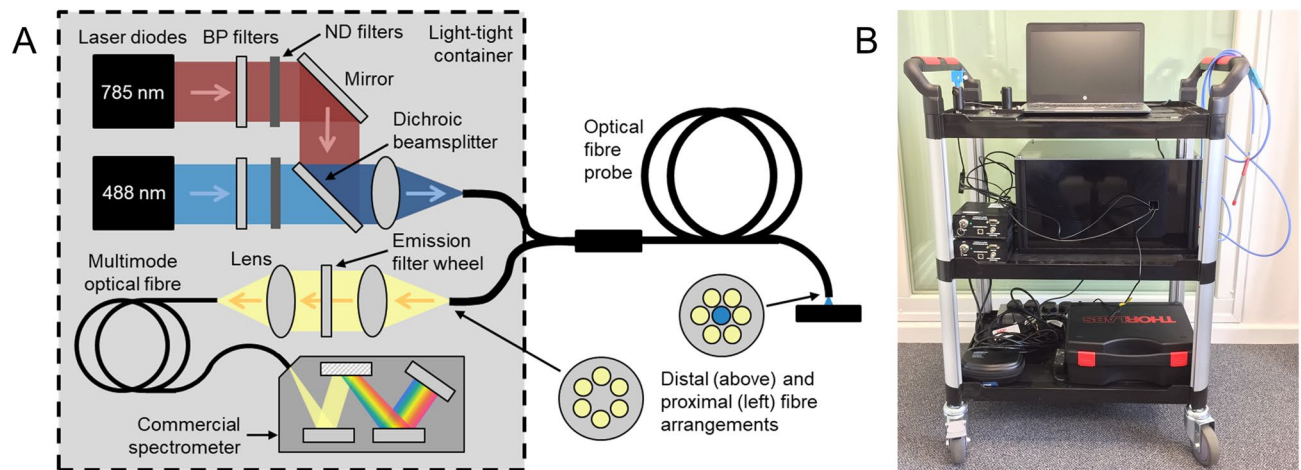 A
Laser diodes
BP filters
ND filters
Light-tight
container
785 nm
Mirror
Dichroic
beamsplitter
488 nm
Emission
filter wheel
Lens
Multimode
optical fibre
Commercial
spectrometer
Optical
fibre
probe
Distal (above) and
proximal (left) fibre
arrangements
B
THORLABS